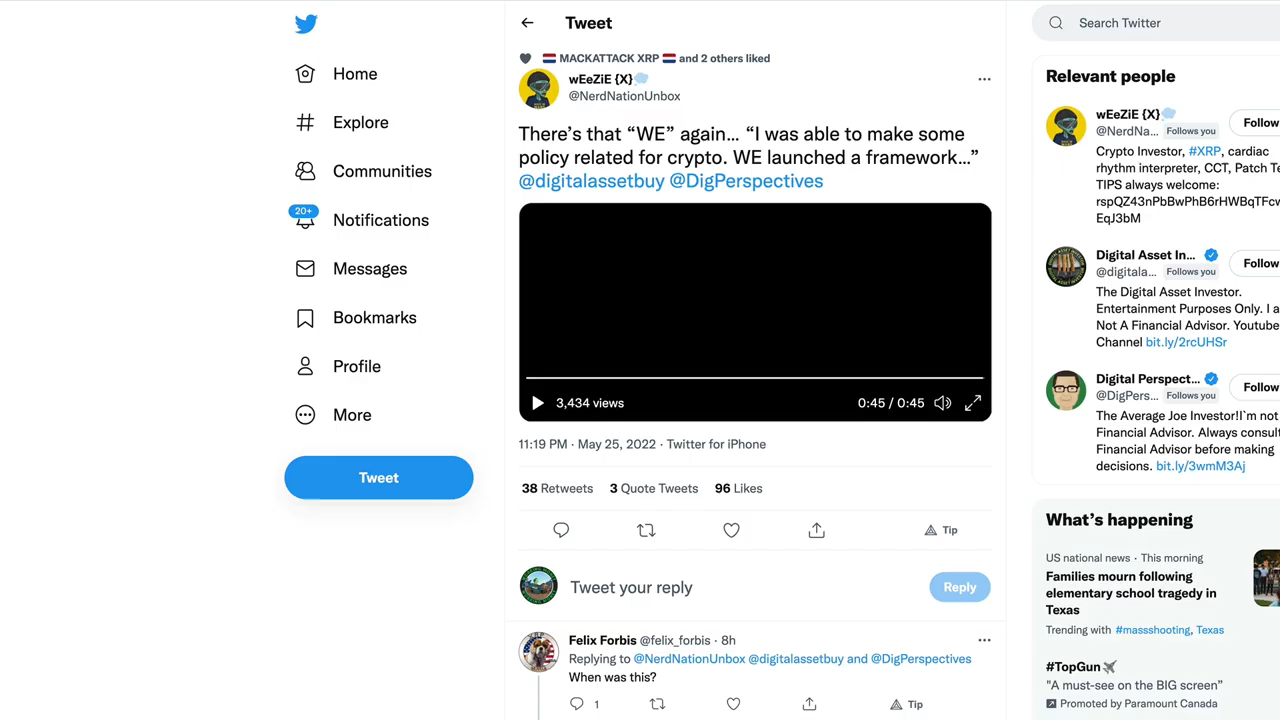 Home
Explore
Communities
20+
Notifications
Messages
Bookmarks
Profile
More
Tweet
Tweet
MACKATTACK XRP and 2 others liked
wEeZiE {X}
@NerdNationUnbox
There’s that “WE” again… “I was able to make some
policy related for crypto. WE launched a framework…”
@digitalassetbuy @DigPerspectives
3,434 views
0:45 / 0:45
11:19 PM · May 25, 2022 · Twitter for iPhone
38 Retweets 3 Quote Tweets 96 Likes
Tip
Tweet your reply
Reply
Felix Forbis @felix_forbis · 8h
Replying to @NerdNationUnbox @digitalassetbuy and @DigPerspectives
When was this?
1
Tip
Search Twitter
Relevant people
wEeZiE {X}
@NerdNa... Follows you
Follow
Crypto Investor, #XRP, cardiac
rhythm interpreter, CCT, Patch Te
TIPS always welcome:
rspQZ43nPbBwPhB6rHWBqTFcw
EqJ3bM
Digital Asset In...
@digitala... Follows you
Follow
The Digital Asset Investor.
Entertainment Purposes Only. I a
Not A Financial Advisor. Youtube
Channel bit.ly/2rcUHSr
Digital Perspect...
@DigPers... Follows you
Follow
The Average Joe Investor!I`m not
Financial Advisor. Always consult
Financial Advisor before making
decisions. bit.ly/3wmM3Aj
What’s happening
US national news · This morning
Families mourn following
elementary school tragedy in
Texas
Trending with #massshooting, Texas
#TopGun
"A must-see on the BIG screen”
Promoted by Paramount Canada